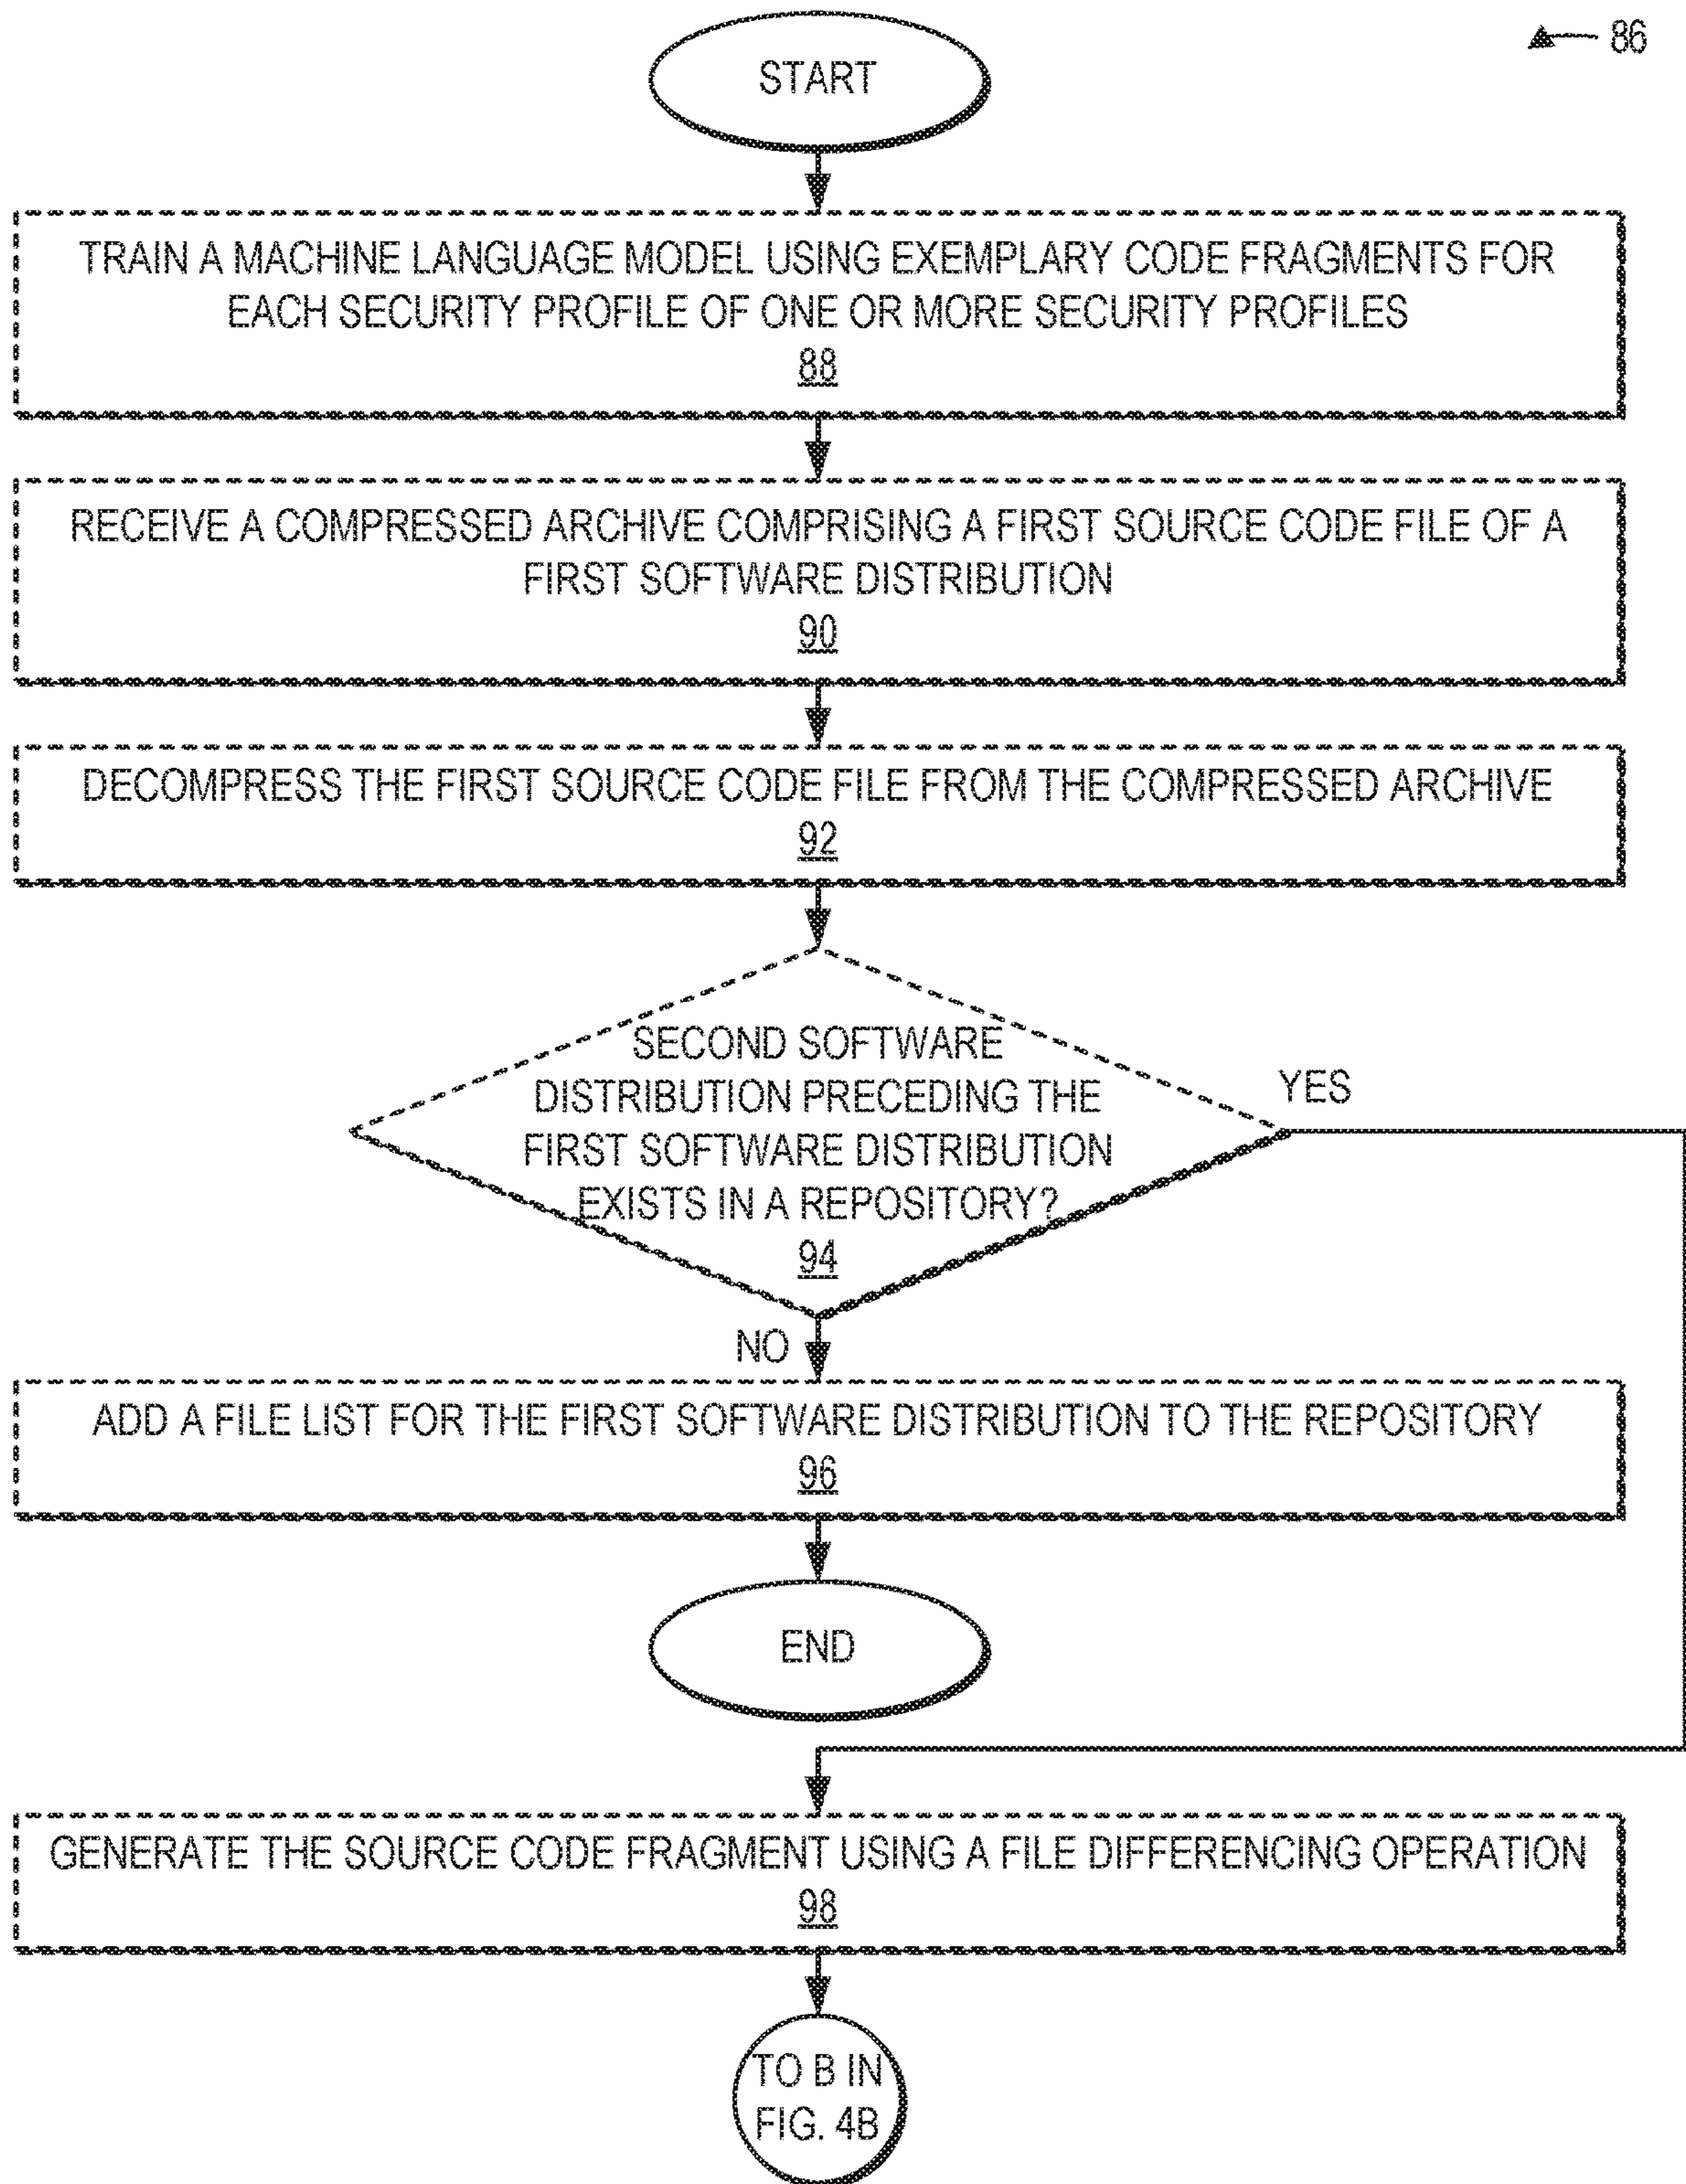 86
START
TRAIN A MACHINE LANGUAGE MODEL USING EXEMPLARY CODE FRAGMENTS FOR
EACH SECURITY PROFILE OF ONE OR MORE SECURITY PROFILES
88
RECEIVE A COMPRESSED ARCHIVE COMPRISING A FIRST SOURCE CODE FILE OF A
FIRST SOFTWARE DISTRIBUTION
90
DECOMPRESS THE FIRST SOURCE CODE FILE FROM THE COMPRESSED ARCHIVE
92
SECOND SOFTWARE
DISTRIBUTION PRECEDING THE
FIRST SOFTWARE DISTRIBUTION
EXISTS IN A REPOSITORY?
94
YES
NO
ADD A FILE LIST FOR THE FIRST SOFTWARE DISTRIBUTION TO THE REPOSITORY
96
END
GENERATE THE SOURCE CODE FRAGMENT USING A FILE DIFFERENCING OPERATION
98
TO B IN
FIG. 4B